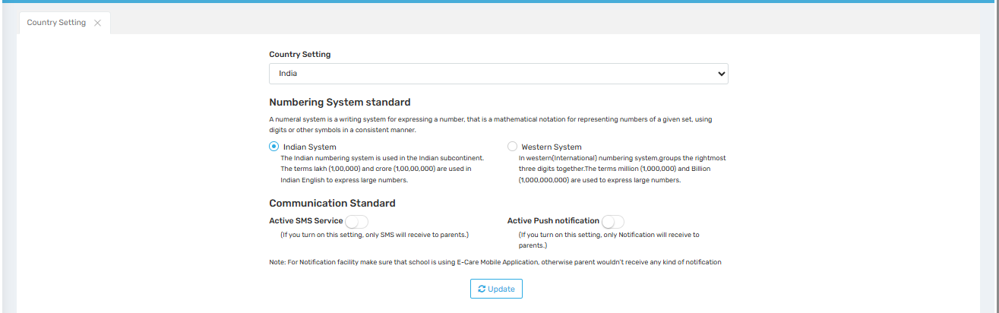 Country Setting
Country Setting
India
Numbering System standard
A numeral system is a writing system for expressing a number, that is a mathematical notation for representing numbers of a given set, using
digits or other symbols in a consistent manner.
Indian System
The Indian numbering system is used in the Indian subcontinent.
The terms lakh (1,00,000) and crore (1,00,00,000) are used in
Indian English to express large numbers.
Western System
In western(International) numbering system,groups the rightmost
three digits together.The terms million (1,000,000) and Billion
(1,000,000,000) are used to express large numbers.
Communication Standard
Active SMS Service
(If you turn on this setting, only SMS will receive to parents.)
Active Push notification
(If you turn on this setting, only Notification will receive to
parents.)
Note: For Notification facility make sure that school is using E-Care Mobile Application, otherwise parent wouldn't receive any kind of notification
Update